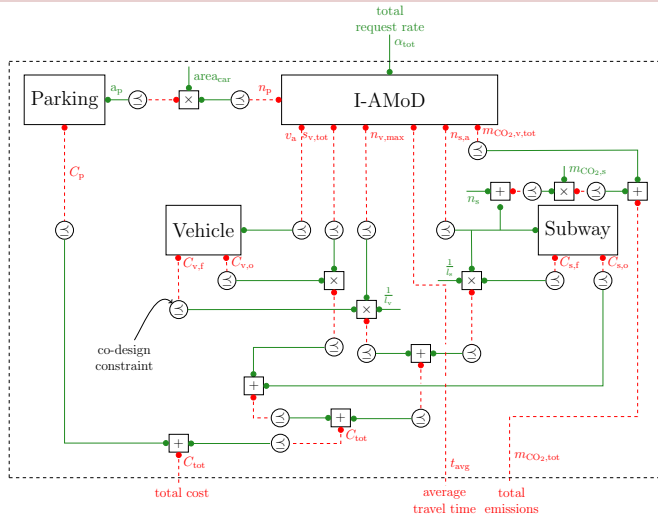 total
request rate
α_tot
area_car
Parking
a_p
×
n_p
I-AMoD
C_p
v_a
s_v,tot
n_v,max
n_s,a
m_CO₂,v,tot
m_CO₂,s
n_s
+
×
+
Vehicle
Subway
C_v,f
C_v,o
×
1/l_s
×
C_s,f
C_s,o
1/l_v
×
co-design
constraint
+
+
+
C_tot
+
C_tot
t_avg
m_CO₂,tot
total cost
average
travel time
total
emissions